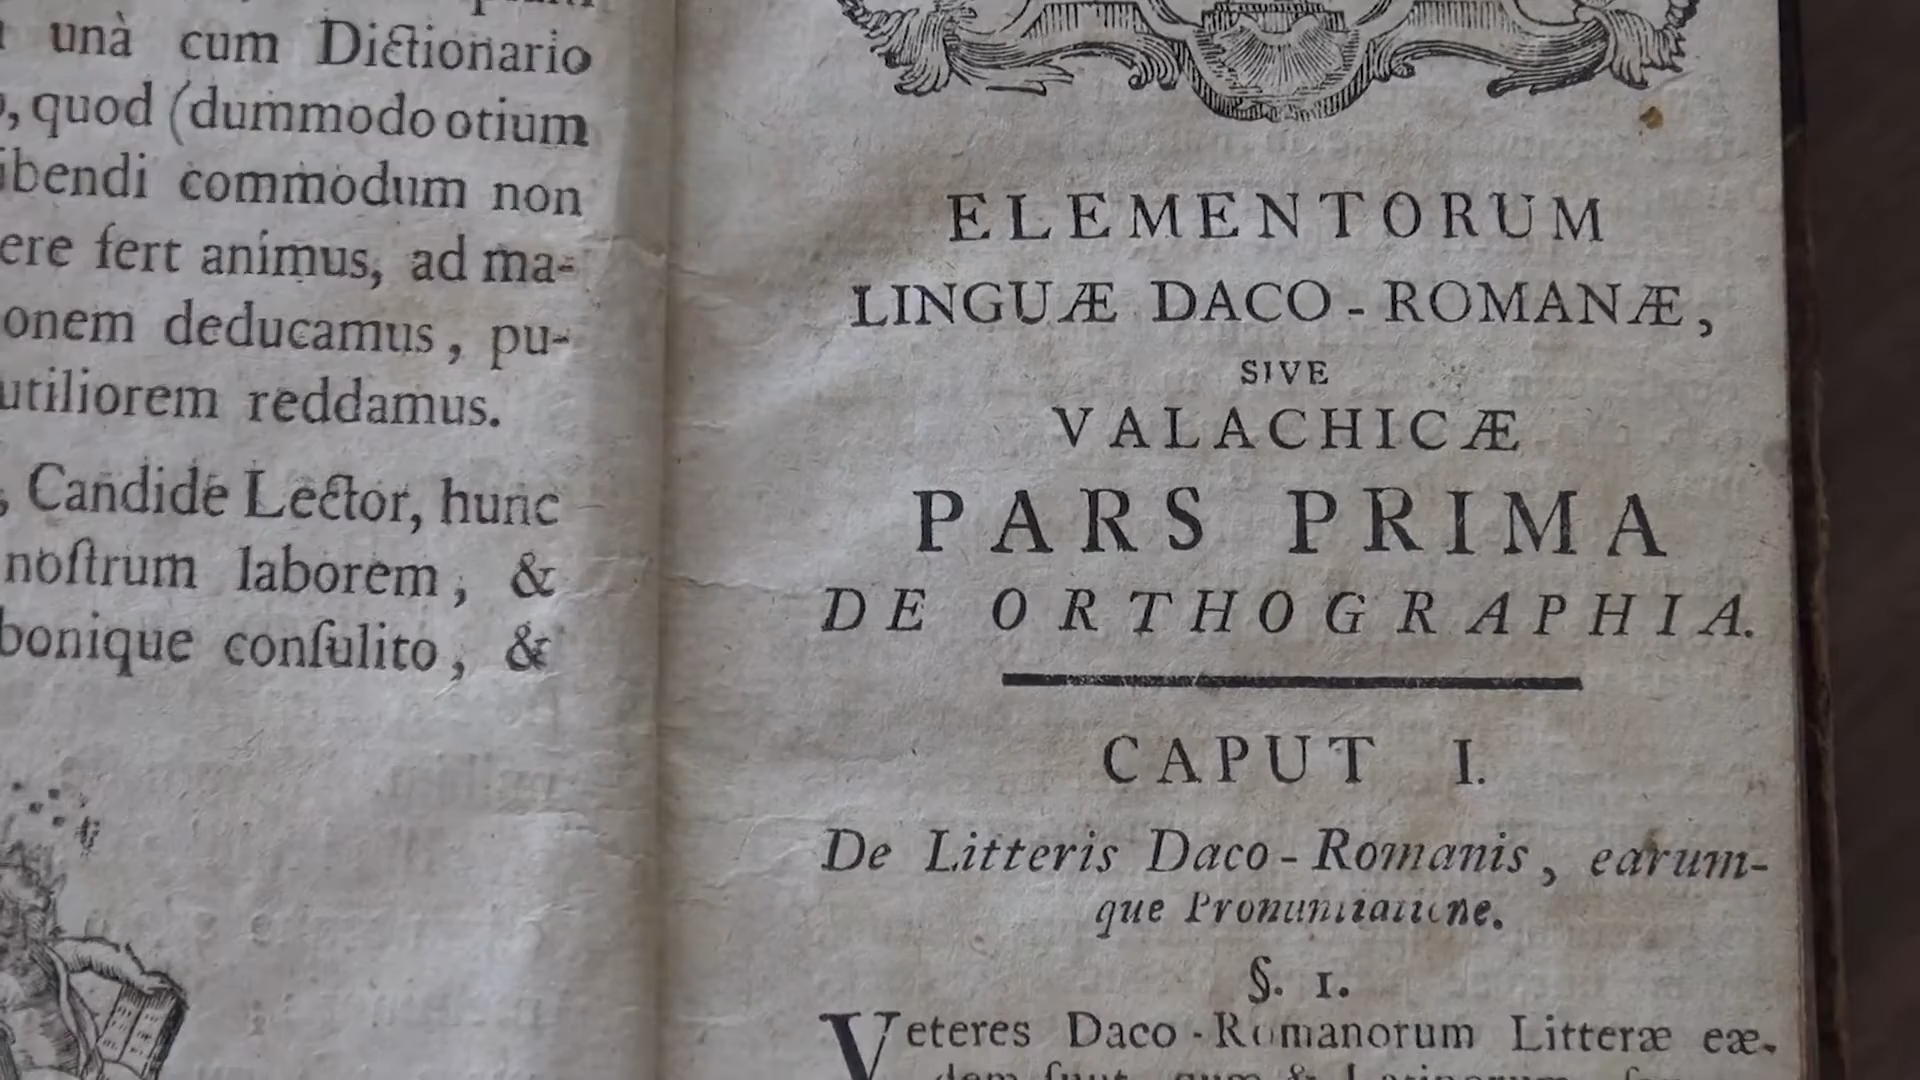 unà cum Dictionario
, quod (dummodo otium
ibendi commodum non
ere fert animus, ad ma-
onem deducamus, pu-
utiliorem reddamus.
, Candide Lector, hunc
noſtrum laborem, &
bonique conſulito, &
ELEMENTORUM
LINGUÆ DACO-ROMANÆ,
SIVE
VALACHICÆ
PARS PRIMA
DE ORTHOGRAPHIA.
CAPUT I.
De Litteris Daco-Romanis, earum-
que Pronuntiatione.
§. 1.
Veteres Daco-Romanorum Litteræ eæ-